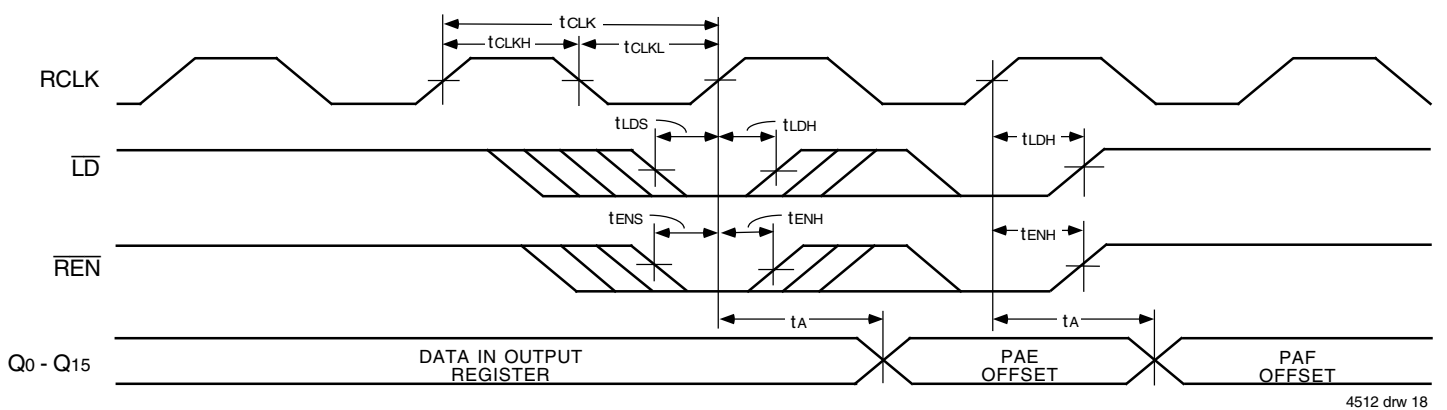 tCLK
tCLKH
tCLKL
RCLK
tLDS
tLDH
tLDH
LD
tENS
tENH
tENH
REN
tA
tA
Q0 - Q15
DATA IN OUTPUT
REGISTER
PAE
OFFSET
PAF
OFFSET
4512 drw 18